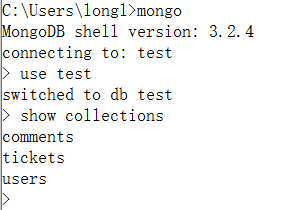 C:\Users\longl>mongo
MongoDB shell version: 3.2.4
connecting to: test
> use test
switched to db test
> show collections
comments
tickets
users
>